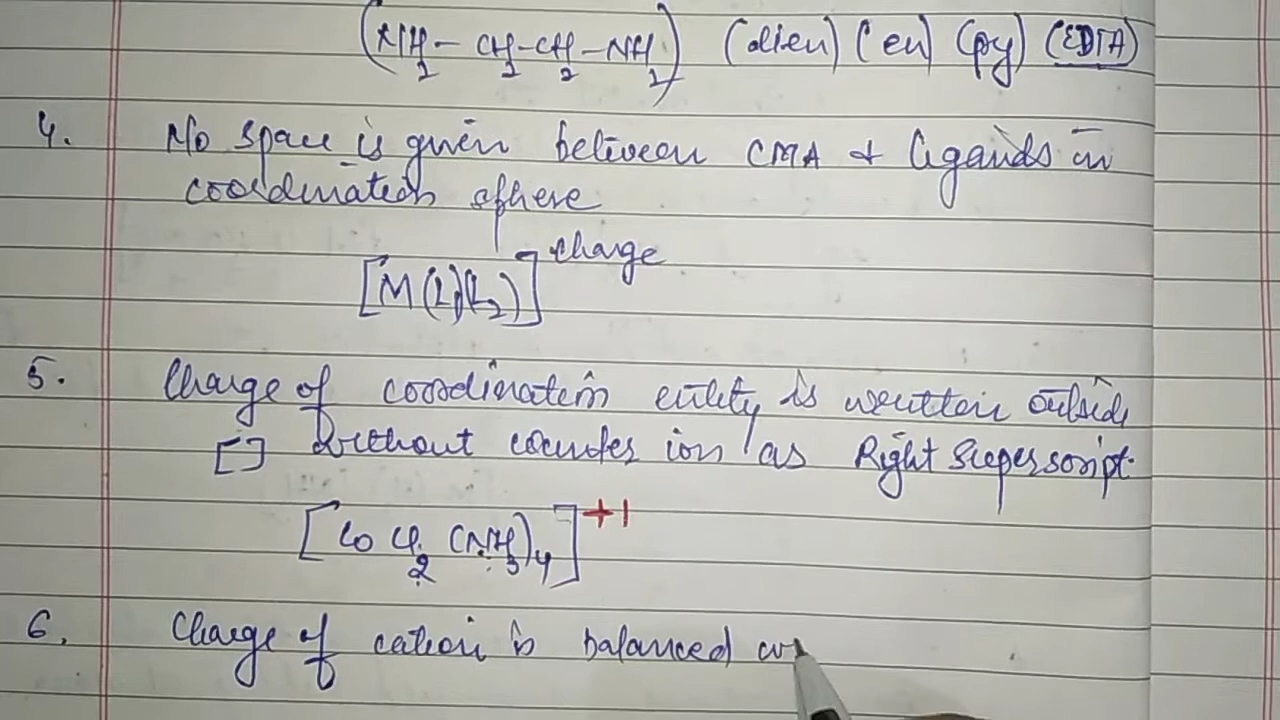 (NH2 - CH2-CH2-NH2) (dien) (en) (py) (EDTA)
4. No space is given between CMA & ligands in
coordination sphere
[M(L1)(L2)]charge
5. Charge of coordination entity is written outside
[ ] without counter ion as Right Superscript.
[CoCl2(NH3)4]+1
6. Charge of cation is balanced w